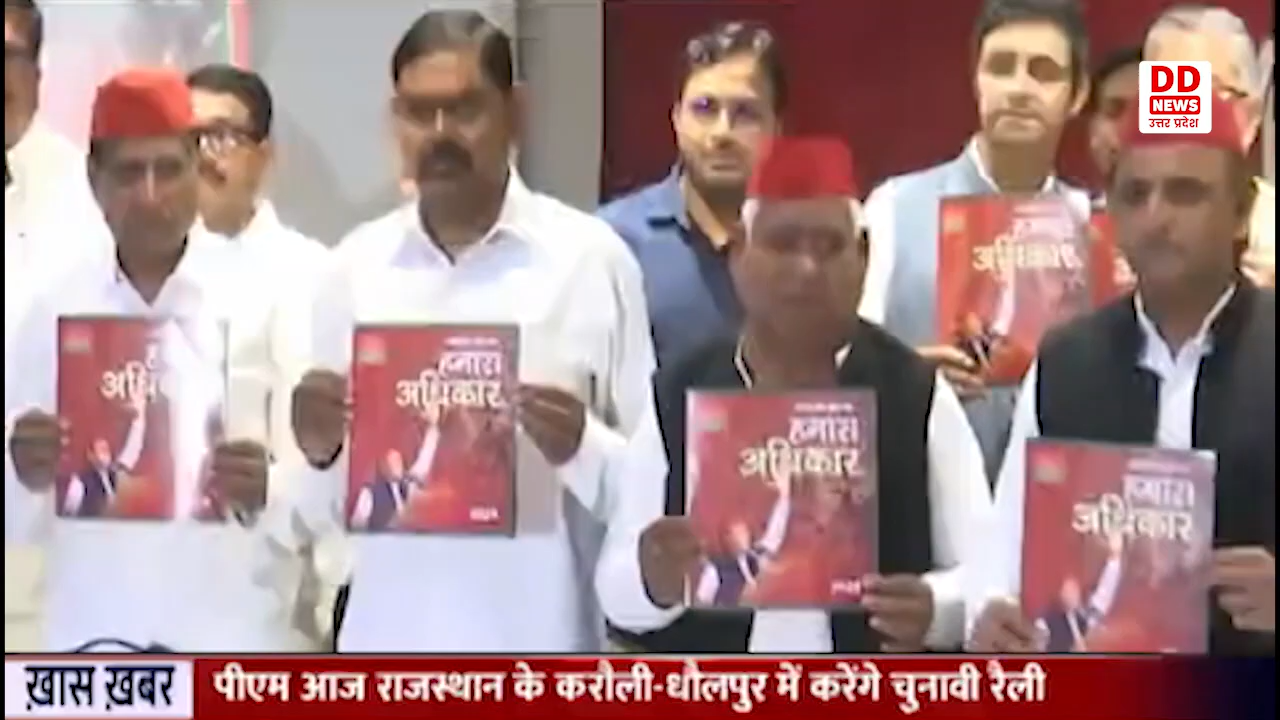 DD
NEWS
उत्तर प्रदेश
हमारा
अधिकार
हमारा
अधिकार
हमारा
अधिकार
हमारा
अधिकार
हमारा
अधिकार
ख़ास ख़बर
पीएम आज राजस्थान के करौली-धौलपुर में करेंगे चुनावी रैली